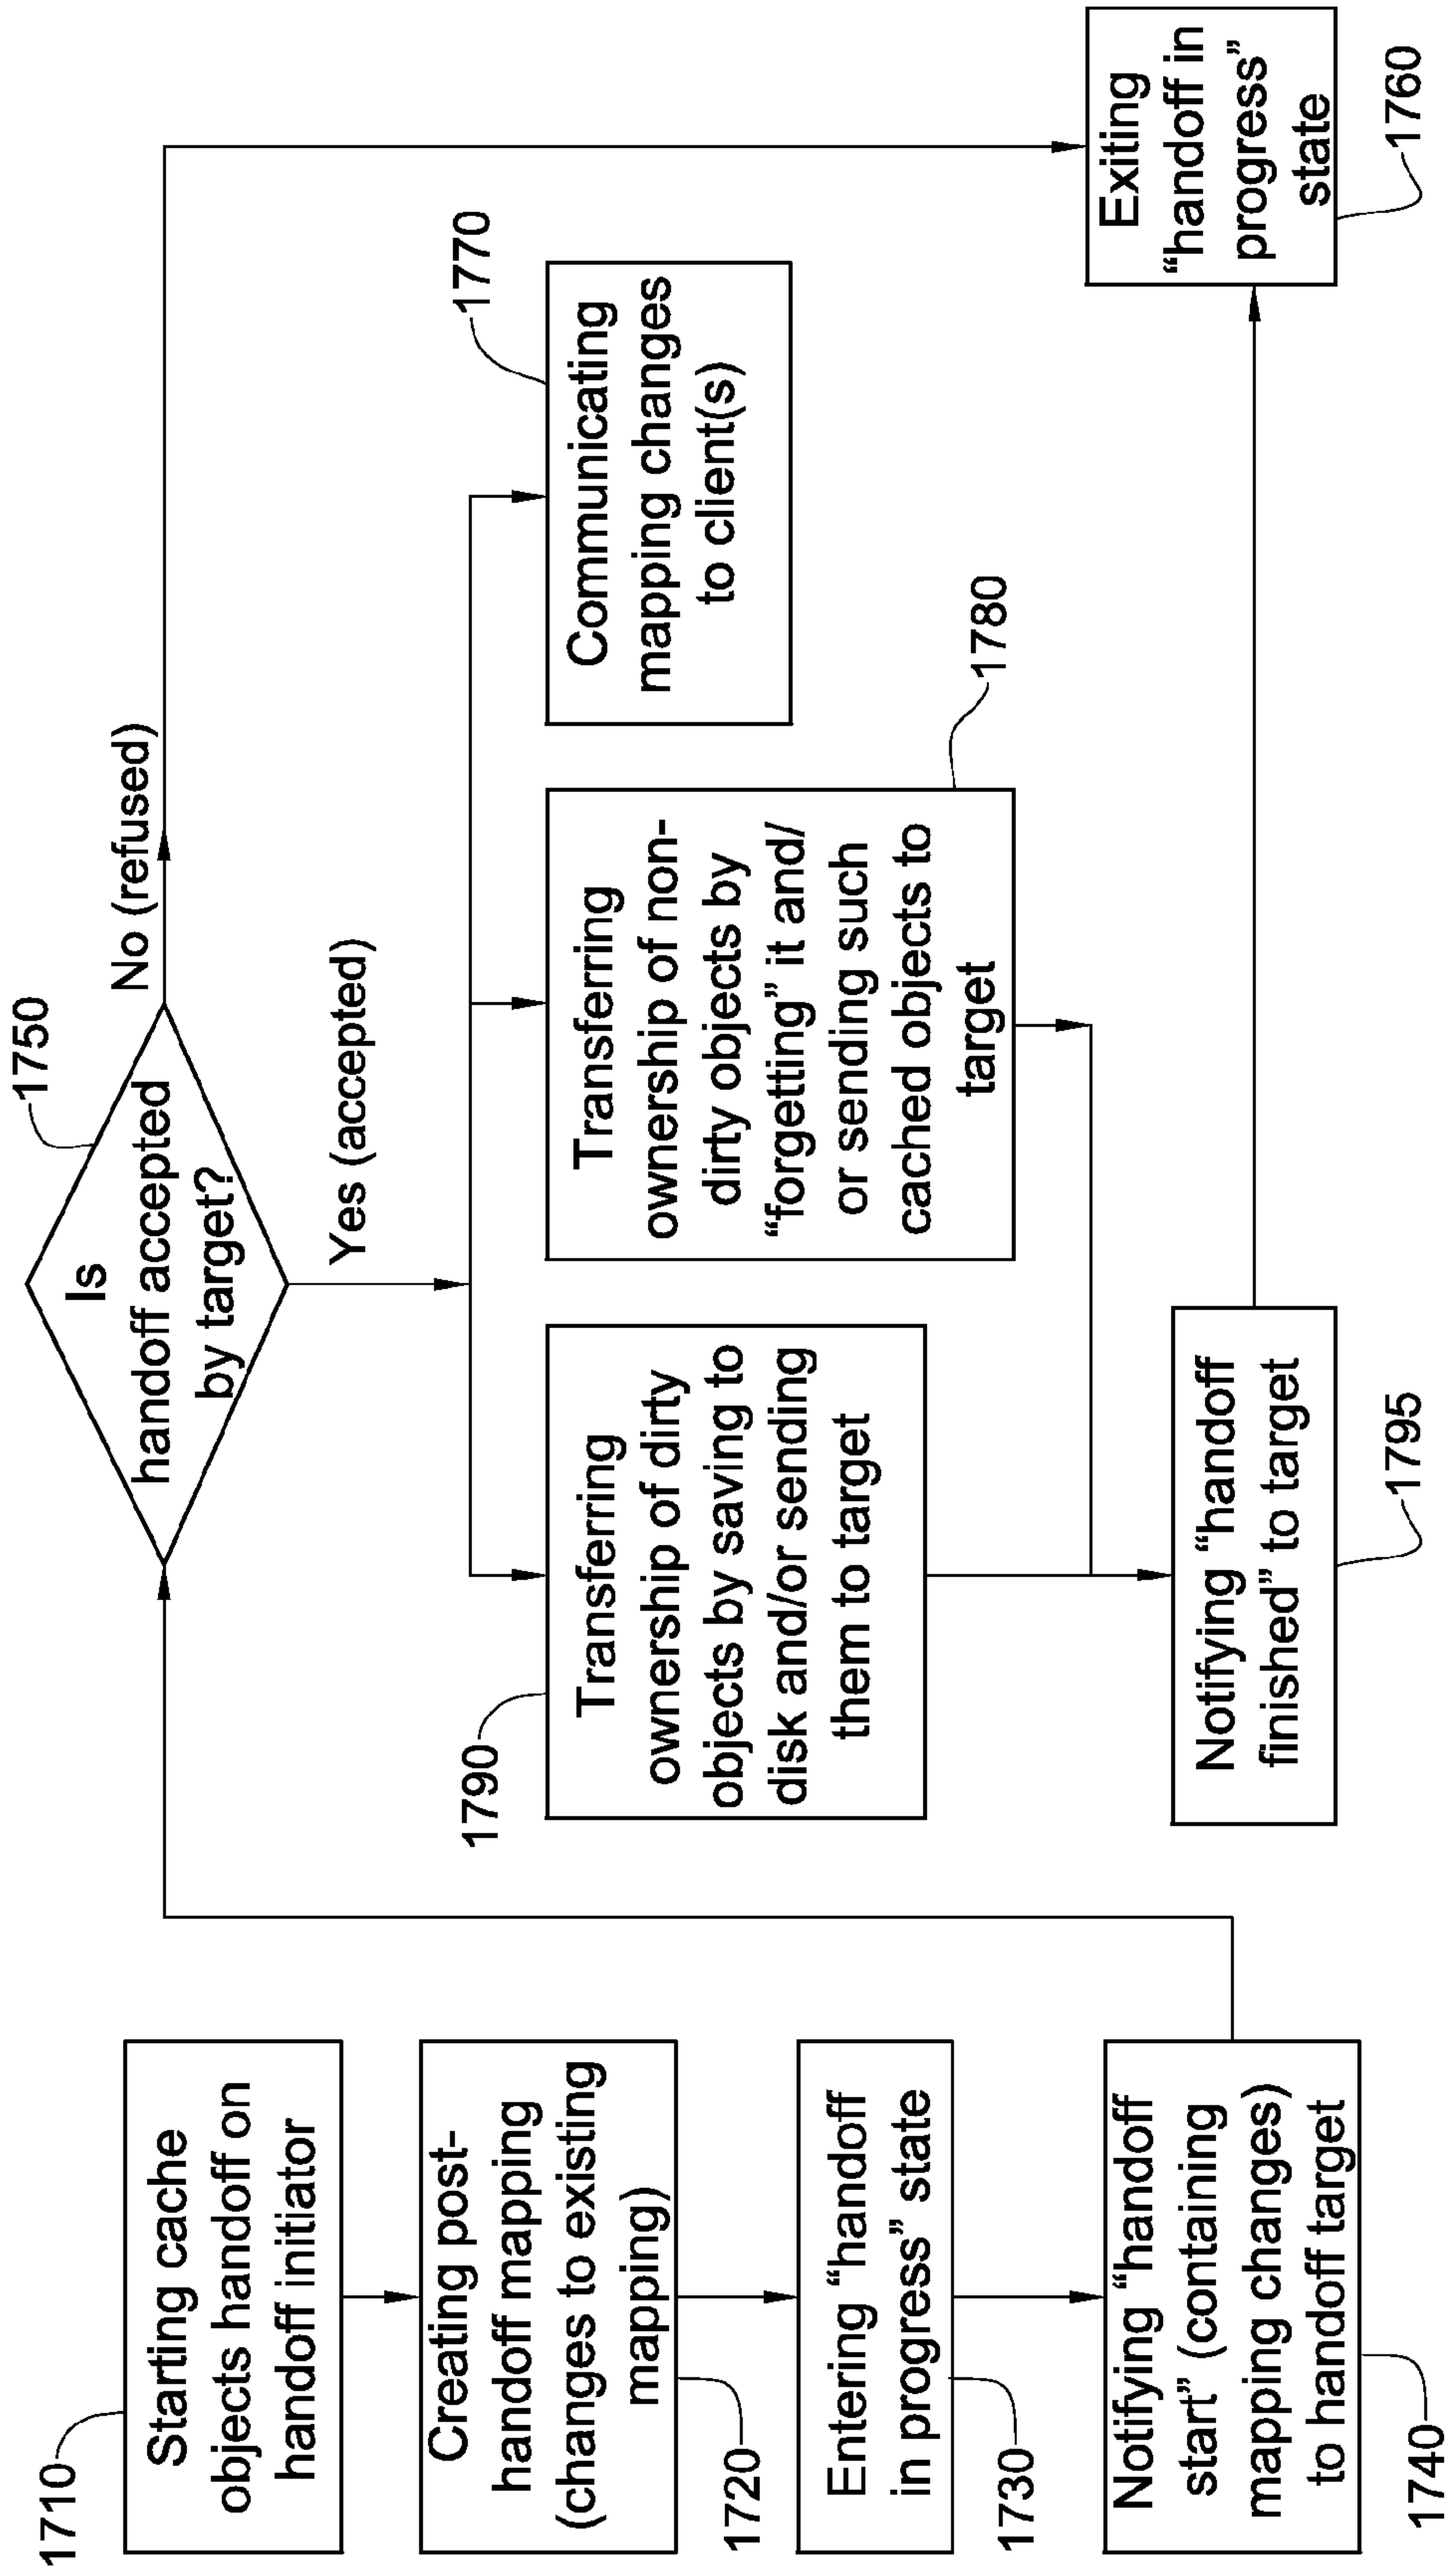 1710
Starting cache
objects handoff on
handoff initiator
Creating post-
handoff mapping
(changes to existing
mapping)
1720
Entering “handoff
in progress” state
1730
Notifying “handoff
start” (containing
mapping changes)
to handoff target
1740
1750
Is
handoff accepted
by target?
No (refused)
Yes (accepted)
1790
Transferring
ownership of dirty
objects by saving to
disk and/or sending
them to target
Transferring
ownership of non-
dirty objects by
“forgetting” it and/
or sending such
cached objects to
target
1780
1770
Communicating
mapping changes
to client(s)
Notifying “handoff
finished” to target
1795
Exiting
“handoff in
progress”
state
1760